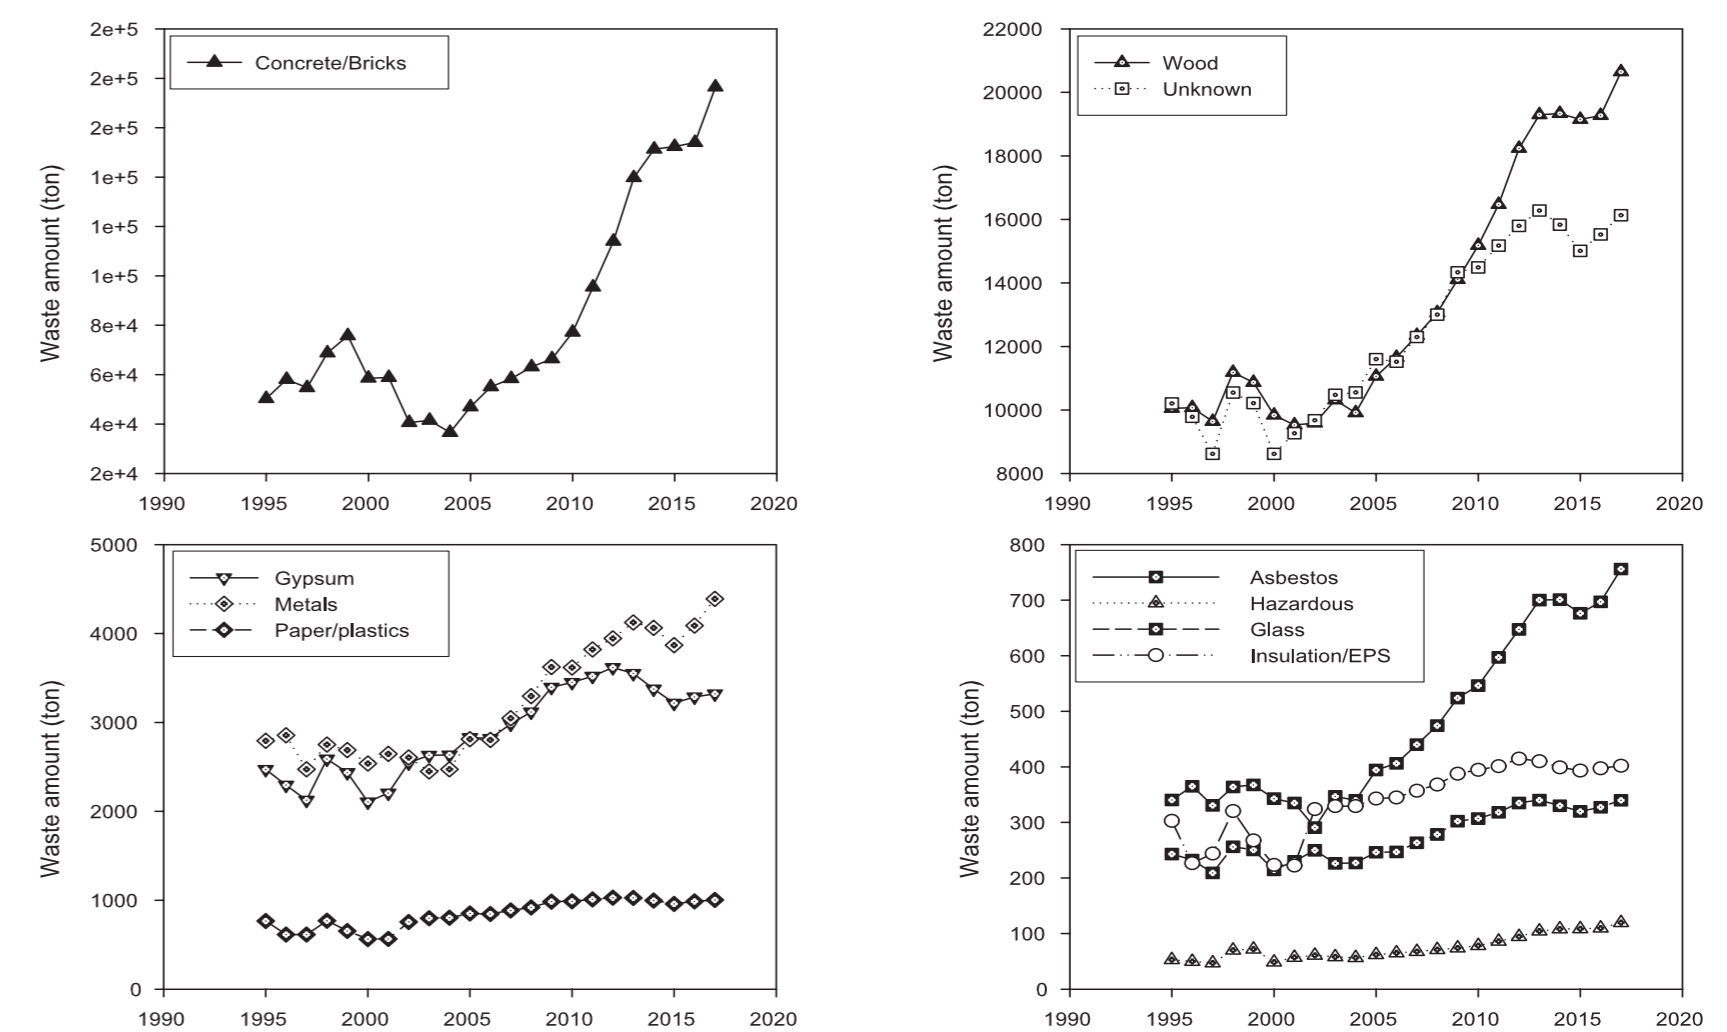 Concrete/Bricks
Waste amount (ton)
2e+5
2e+5
2e+5
1e+5
1e+5
1e+5
8e+4
6e+4
4e+4
2e+4
1990 1995 2000 2005 2010 2015 2020
Wood
Unknown
Waste amount (ton)
22000
20000
18000
16000
14000
12000
10000
8000
1990 1995 2000 2005 2010 2015 2020
Gypsum
Metals
Paper/plastics
Waste amount (ton)
5000
4000
3000
2000
1000
0
1990 1995 2000 2005 2010 2015 2020
Asbestos
Hazardous
Glass
Insulation/EPS
Waste amount (ton)
800
700
600
500
400
300
200
100
0
1990 1995 2000 2005 2010 2015 2020